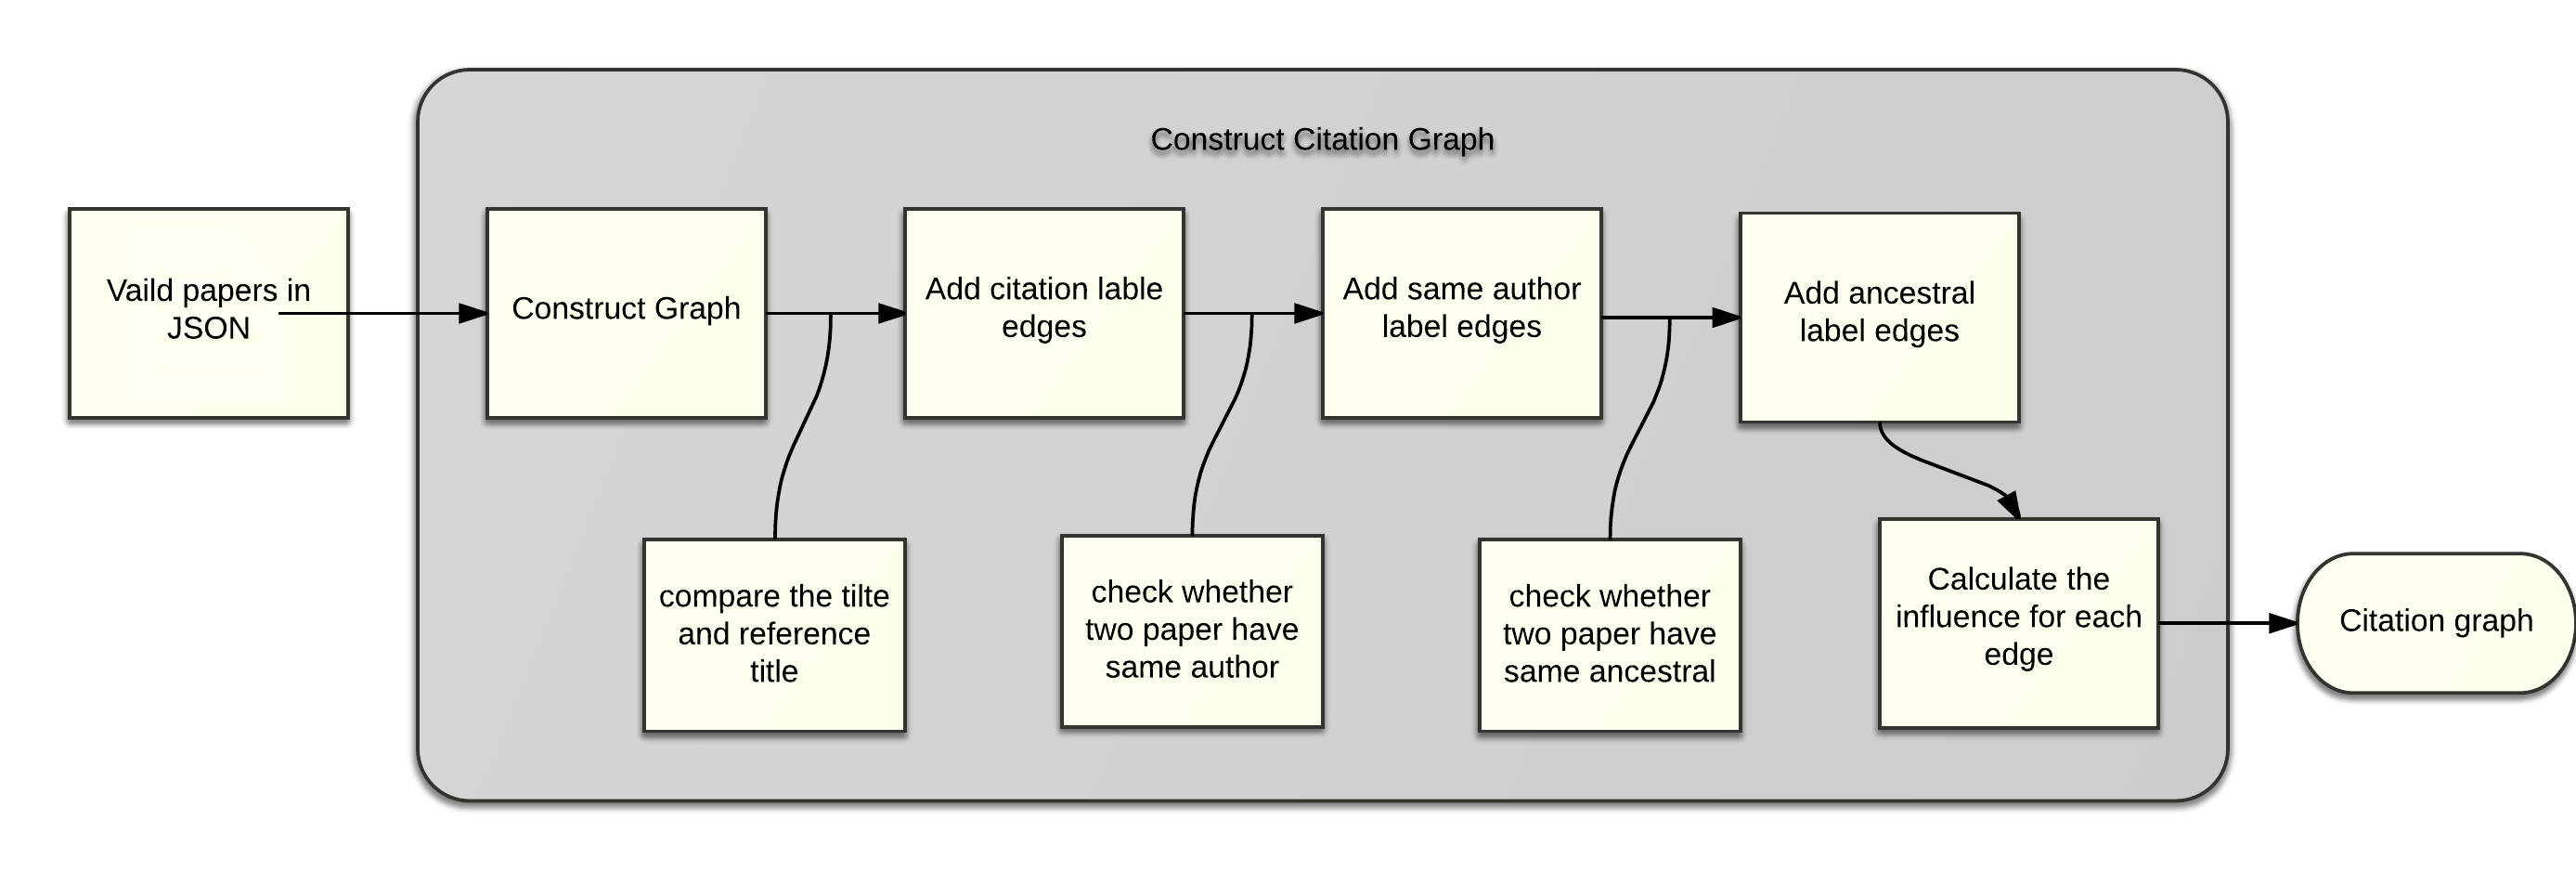 Construct Citation Graph
Vaild papers in
JSON
Construct Graph
Add citation lable
edges
Add same author
label edges
Add ancestral
label edges
compare the tilte
and reference
title
check whether
two paper have
same author
check whether
two paper have
same ancestral
Calculate the
influence for each
edge
Citation graph